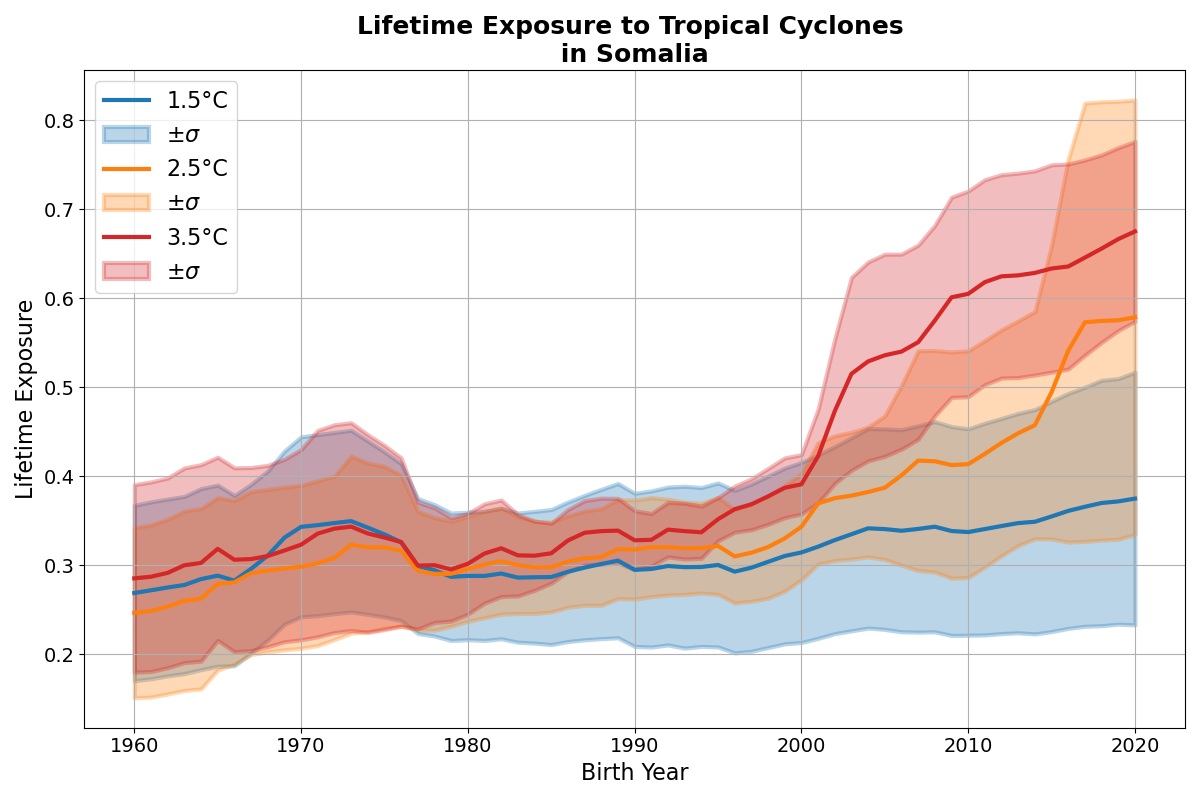 Lifetime Exposure to Tropical Cyclones
in Somalia
1.5°C
±σ
2.5°C
±σ
3.5°C
±σ
Lifetime Exposure
0.8
0.7
0.6
0.5
0.4
0.3
0.2
1960 1970 1980 1990 2000 2010 2020
Birth Year